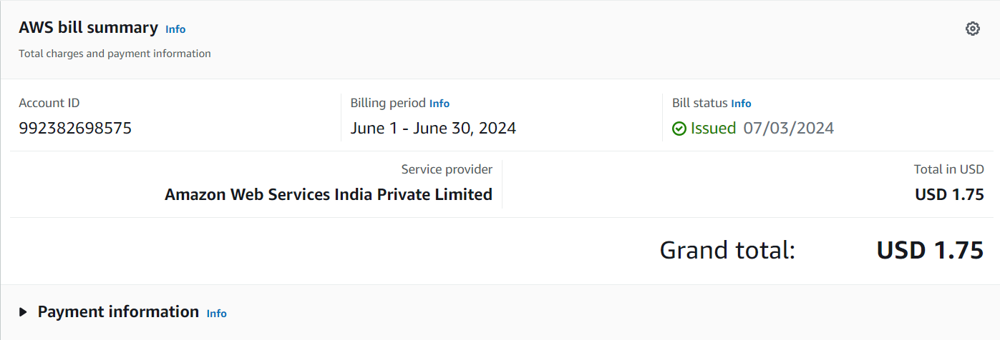 AWS bill summary Info
Total charges and payment information
Account ID
992382698575
Billing period Info
June 1 - June 30, 2024
Bill status Info
Issued 07/03/2024
Service provider
Amazon Web Services India Private Limited
Total in USD
USD 1.75
Grand total: USD 1.75
Payment information Info